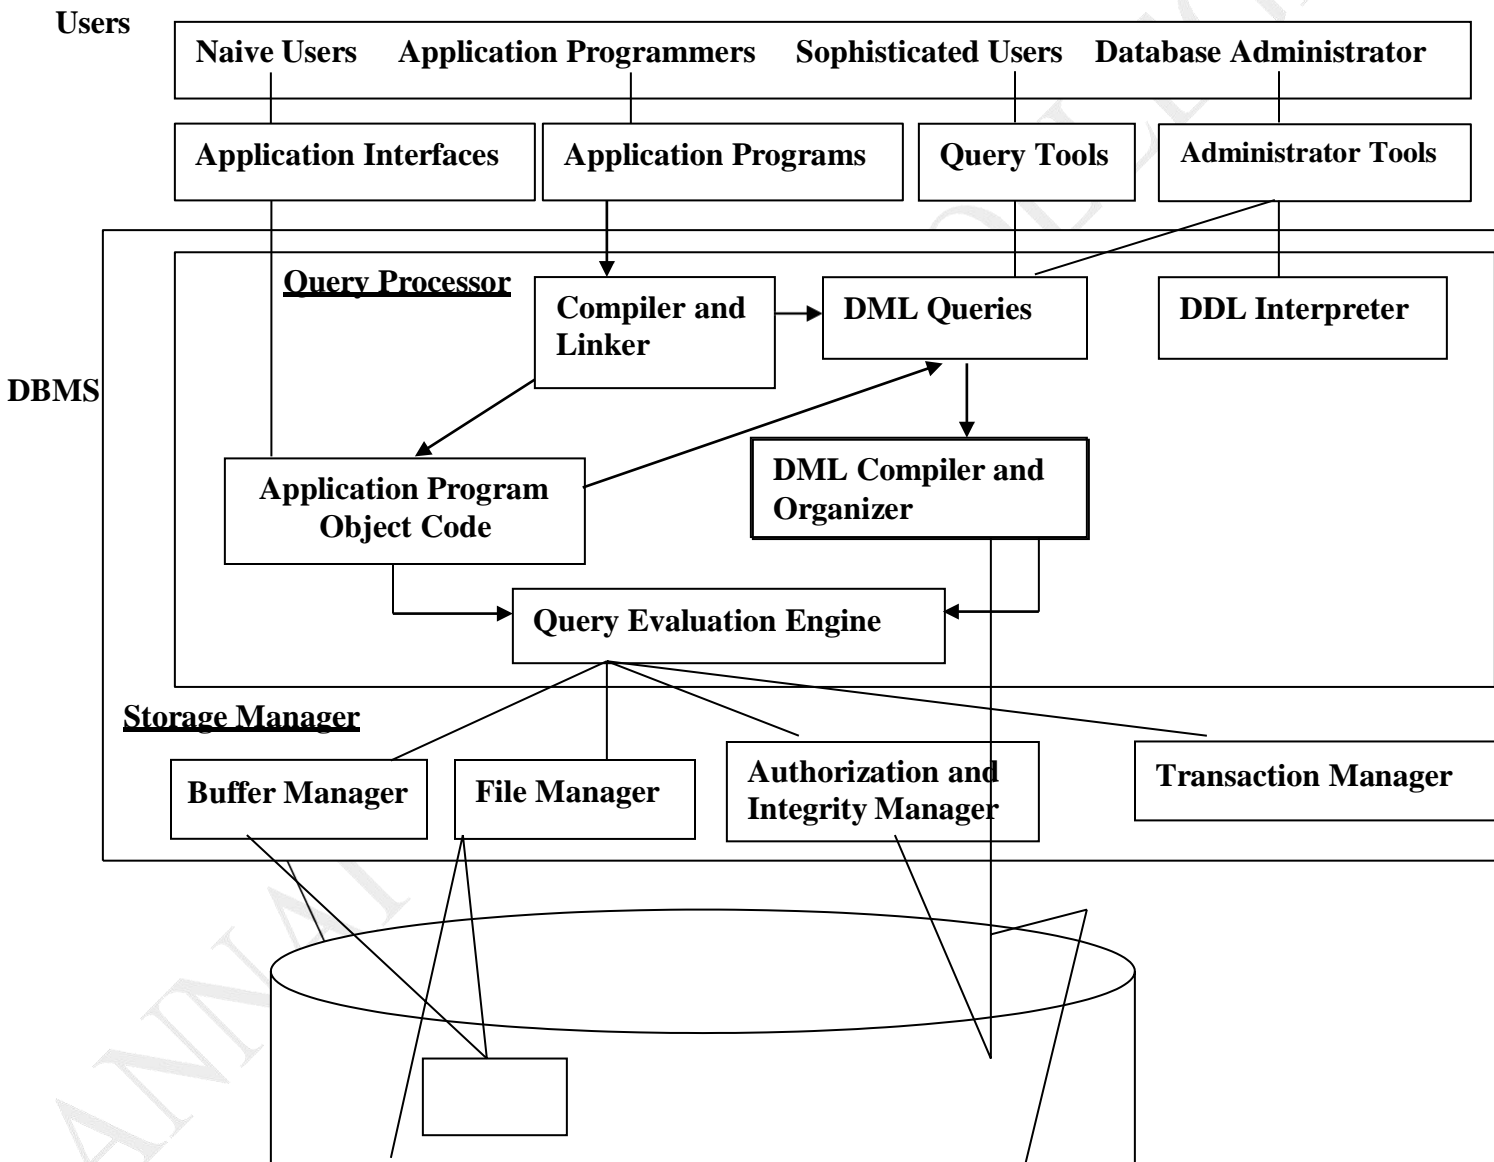 Users
Naive Users Application Programmers Sophisticated Users Database Administrator
Application Interfaces Application Programs Query Tools Administrator Tools
Query Processor
Compiler and
Linker
DML Queries
DDL Interpreter
DBMS
Application Program
Object Code
DML Compiler and
Organizer
Query Evaluation Engine
Storage Manager
Buffer Manager
File Manager
Authorization and
Integrity Manager
Transaction Manager
ANNAI